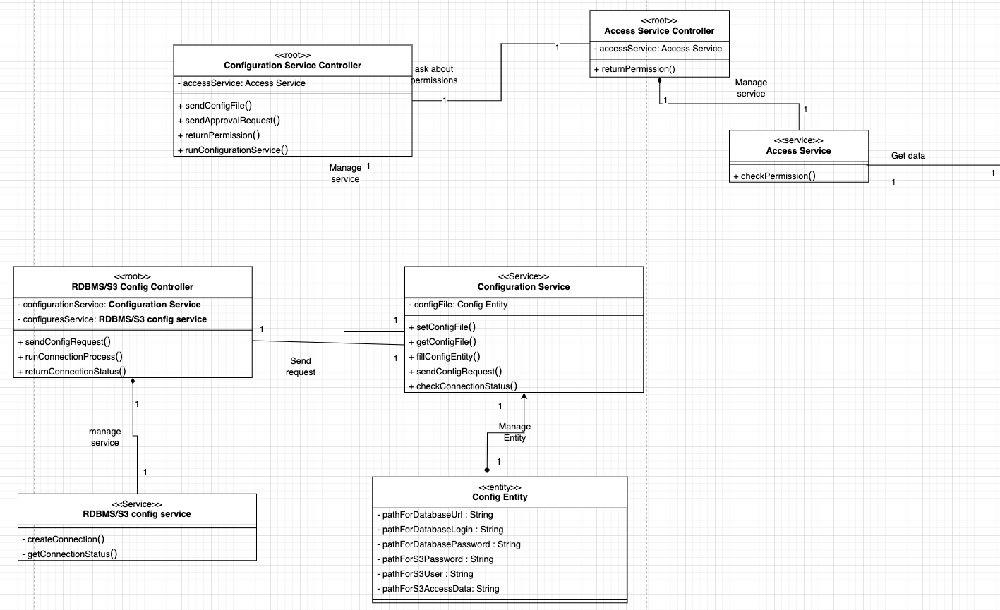 <<root>>
Access Service Controller
- accessService: Access Service
+ returnPermission()
<<root>>
Configuration Service Controller
- accessService: Access Service
+ sendConfigFile()
+ sendApprovalRequest()
+ returnPermission()
+ runConfigurationService()
ask about
permissions
1
1
Manage
service
1
1
<<service>>
Access Service
+ checkPermission()
Get data
1
1
Manage
service
1
<<root>>
RDBMS/S3 Config Controller
- configurationService: Configuration Service
- configuresService: RDBMS/S3 config service
+ sendConfigRequest()
+ runConnectionProcess()
+ returnConnectionStatus()
<<Service>>
Configuration Service
- configFile: Config Entity
+ setConfigFile()
+ getConfigFile()
+ fillConfigEntity()
+ sendConfigRequest()
+ checkConnectionStatus()
1
1
1
Send
request
1
manage
service
1
1
Manage
Entity
1
<<Service>>
RDBMS/S3 config service
- createConnection()
- getConnectionStatus()
<<entity>>
Config Entity
- pathForDatabaseUrl : String
- pathForDatabaseLogin : String
- pathForDatabasePassword : String
- pathForS3Password : String
- pathForS3User : String
- pathForS3AccessData: String